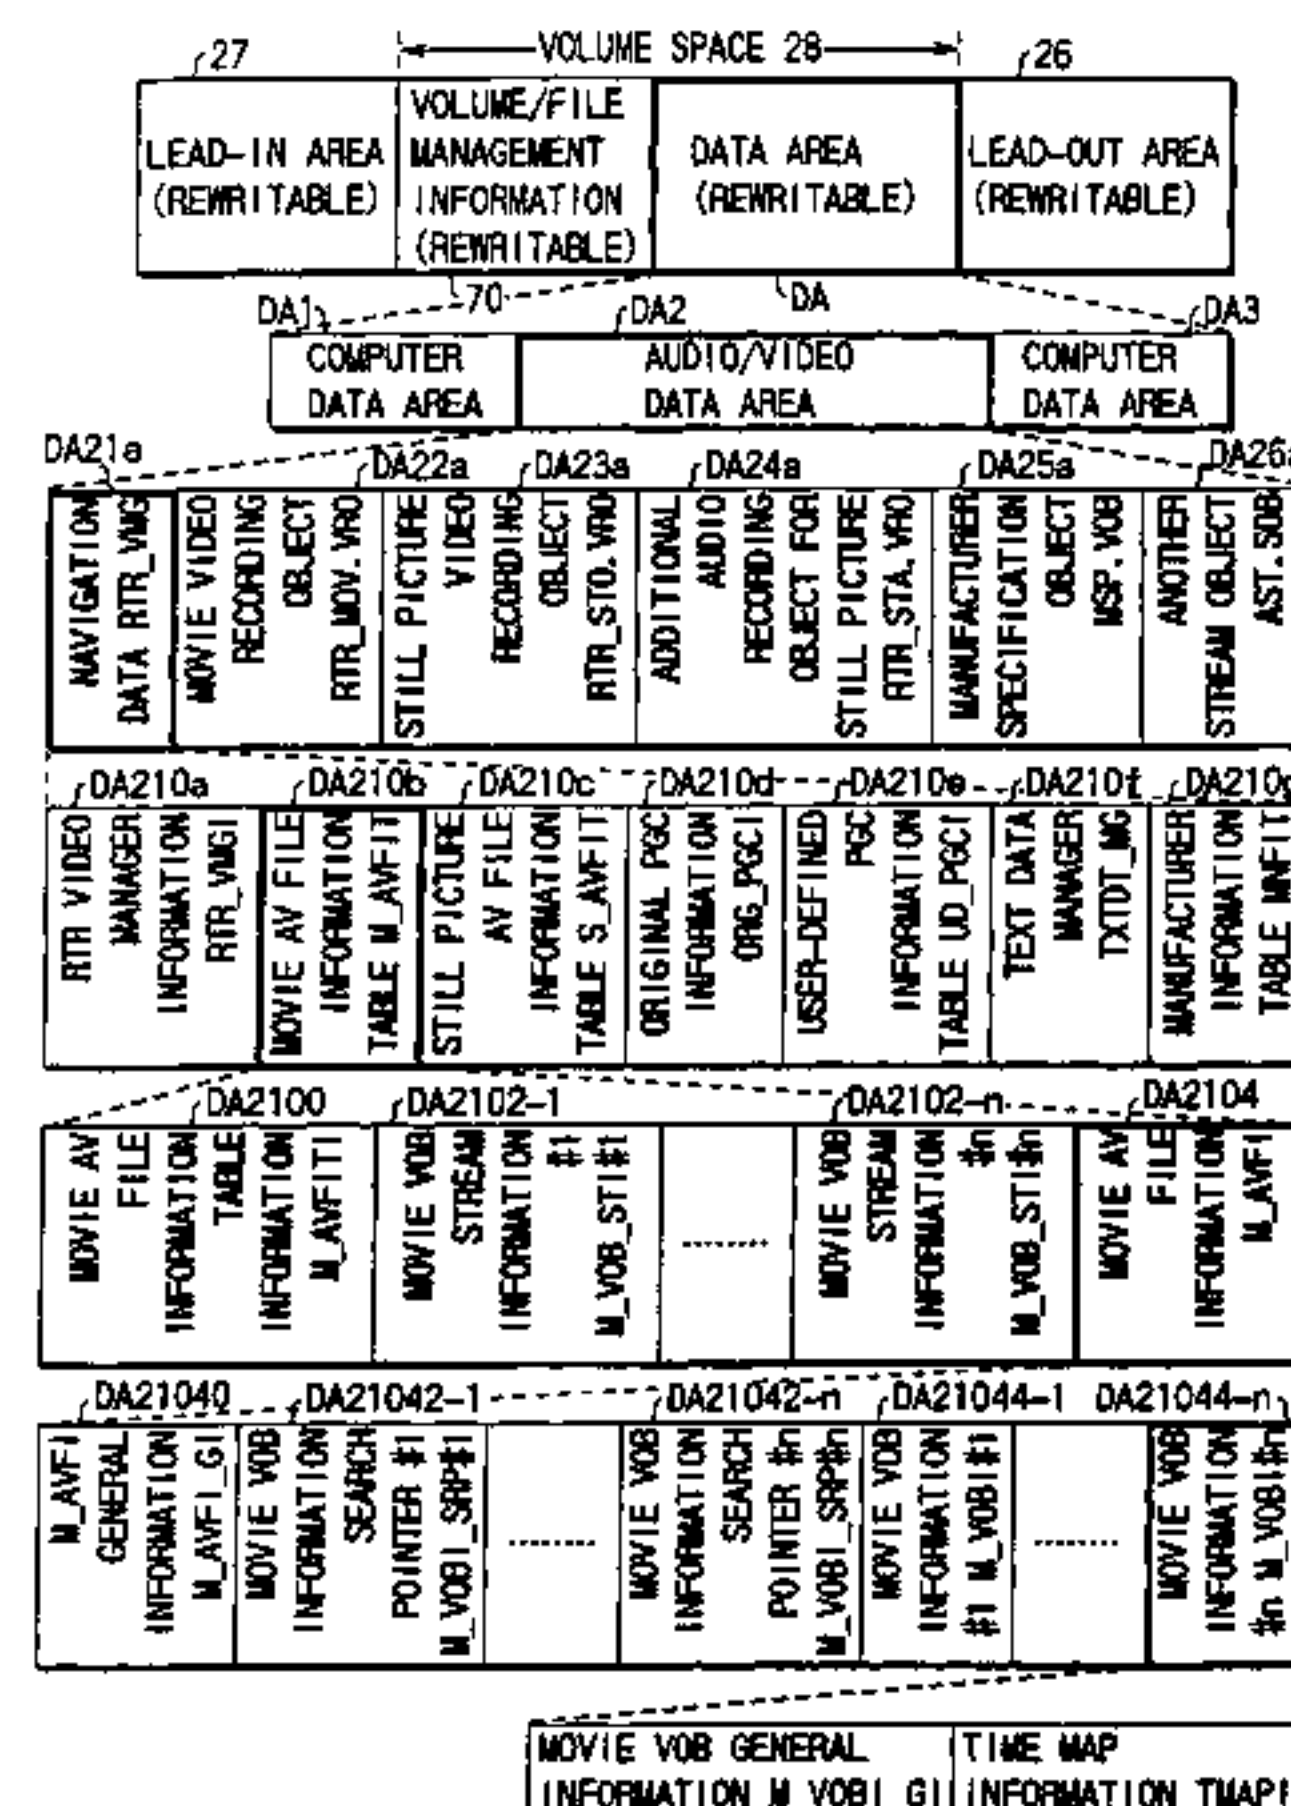 27
VOLUME SPACE 28
26
LEAD-IN AREA
(REWRITABLE)
VOLUME/FILE
MANAGEMENT
INFORMATION
(REWRITABLE)
DATA AREA
(REWRITABLE)
LEAD-OUT AREA
(REWRITABLE)
70
DA
DA1
DA2
DA3
COMPUTER
DATA AREA
AUDIO/VIDEO
DATA AREA
COMPUTER
DATA AREA
DA21a
DA22a
DA23a
DA24a
DA25a
DA26a
NAVIGATION
DATA RTR_VMG
MOVIE VIDEO
RECORDING
OBJECT
RTR_MOV.VRO
STILL PICTURE
VIDEO
RECORDING
OBJECT
RTR_STO.VRO
ADDITIONAL
AUDIO
RECORDING
OBJECT FOR
STILL PICTURE
RTR_STA.VRO
MANUFACTURER
SPECIFICATION
OBJECT
MSP.VOB
ANOTHER
STREAM OBJECT
AST.SOB
DA210a
DA210b
DA210c
DA210d
DA210e
DA210f
DA210g
RTR VIDEO
MANAGER
INFORMATION
RTR_VMGI
MOVIE AV FILE
INFORMATION
TABLE M_AVFIT
STILL PICTURE
AV FILE
INFORMATION
TABLE S_AVFIT
ORIGINAL PGC
INFORMATION
ORG_PGCI
USER-DEFINED
PGC
INFORMATION
TABLE UD_PGCI
TEXT DATA
MANAGER
TXTDT_MG
MANUFACTURER
INFORMATION
TABLE MNFIT
DA2100
DA2102-1
DA2102-n
DA2104
MOVIE AV
FILE
INFORMATION
TABLE
INFORMATION
M_AVFITI
MOVIE VOB
STREAM
INFORMATION
#1
M_VOB_STI#1
........
MOVIE VOB
STREAM
INFORMATION
#n
M_VOB_STI#n
MOVIE AV
FILE
INFORMATION
M_AVFI
DA21040
DA21042-1
DA21042-n
DA21044-1
DA21044-n
M_AVFI
GENERAL
INFORMATION
M_AVFI_GI
MOVIE VOB
INFORMATION
SEARCH
POINTER #1
M_VOBI_SRP#1
........
MOVIE VOB
INFORMATION
SEARCH
POINTER #n
M_VOBI_SRP#n
MOVIE VOB
INFORMATION
#1 M_VOBI#1
........
MOVIE VOB
INFORMATION
#n M_VOBI#n
MOVIE VOB GENERAL
INFORMATION M_VOBI_GI
TIME MAP
INFORMATION TMAPI